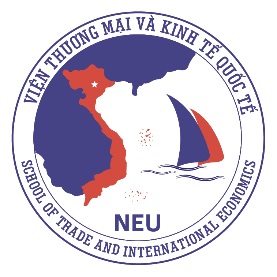 VIỆN THƯƠNG MẠI VÀ KINH TẾ QUỐC TẾ
NEU
SCHOOL OF TRADE AND INTERNATIONAL ECONOMICS